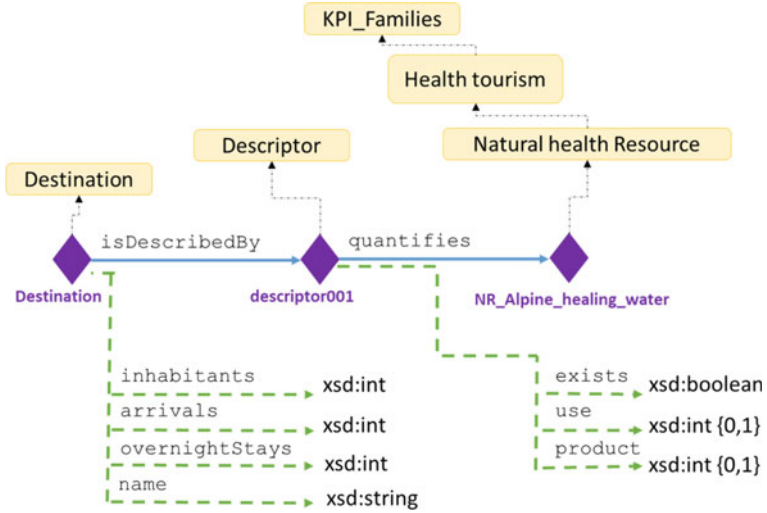 KPI_Families
Health tourism
Descriptor
Natural health Resource
Destination
isDescribedBy
quantifies
Destination
descriptor001
NR_Alpine_healing_water
inhabitants
xsd:int
exists
xsd:boolean
arrivals
xsd:int
use
xsd:int {0,1}
overnightStays
xsd:int
product
xsd:int {0,1}
name
xsd:string